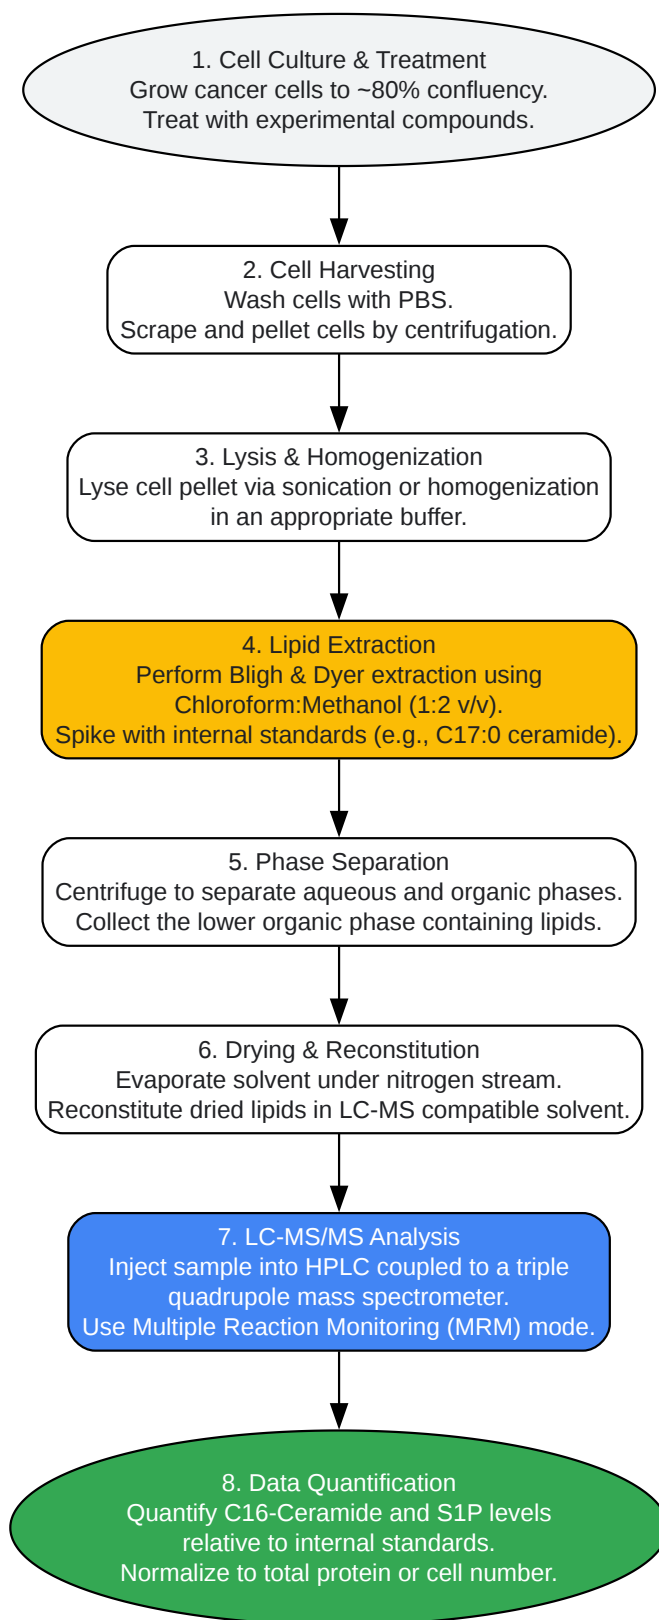 1. Cell Culture & Treatment
Grow cancer cells to ~80% confluency.
Treat with experimental compounds.
2. Cell Harvesting
Wash cells with PBS.
Scrape and pellet cells by centrifugation.
3. Lysis & Homogenization
Lyse cell pellet via sonication or homogenization
in an appropriate buffer.
4. Lipid Extraction
Perform Bligh & Dyer extraction using
Chloroform:Methanol (1:2 v/v).
Spike with internal standards (e.g., C17:0 ceramide).
5. Phase Separation
Centrifuge to separate aqueous and organic phases.
Collect the lower organic phase containing lipids.
6. Drying & Reconstitution
Evaporate solvent under nitrogen stream.
Reconstitute dried lipids in LC-MS compatible solvent.
7. LC-MS/MS Analysis
Inject sample into HPLC coupled to a triple
quadrupole mass spectrometer.
Use Multiple Reaction Monitoring (MRM) mode.
8. Data Quantification
Quantify C16-Ceramide and S1P levels
relative to internal standards.
Normalize to total protein or cell number.